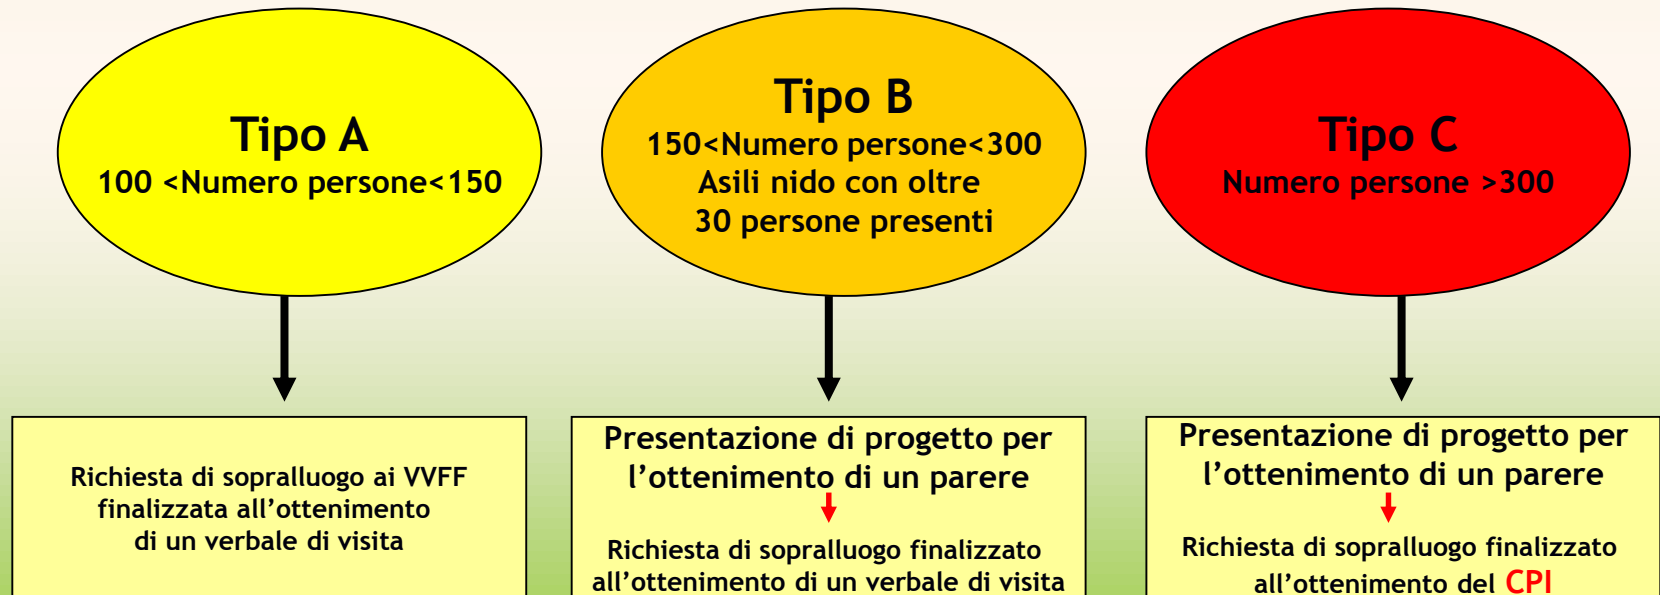 Tipo A
100 <Numero persone<150
Tipo B
150<Numero persone<300
Asili nido con oltre
30 persone presenti
Tipo C
Numero persone >300
Richiesta di sopralluogo ai VVFF
finalizzata all'ottenimento
di un verbale di visita
Presentazione di progetto per
l'ottenimento di un parere
Richiesta di sopralluogo finalizzato
all'ottenimento di un verbale di visita
Presentazione di progetto per
l'ottenimento di un parere
Richiesta di sopralluogo finalizzato
all'ottenimento del CPI